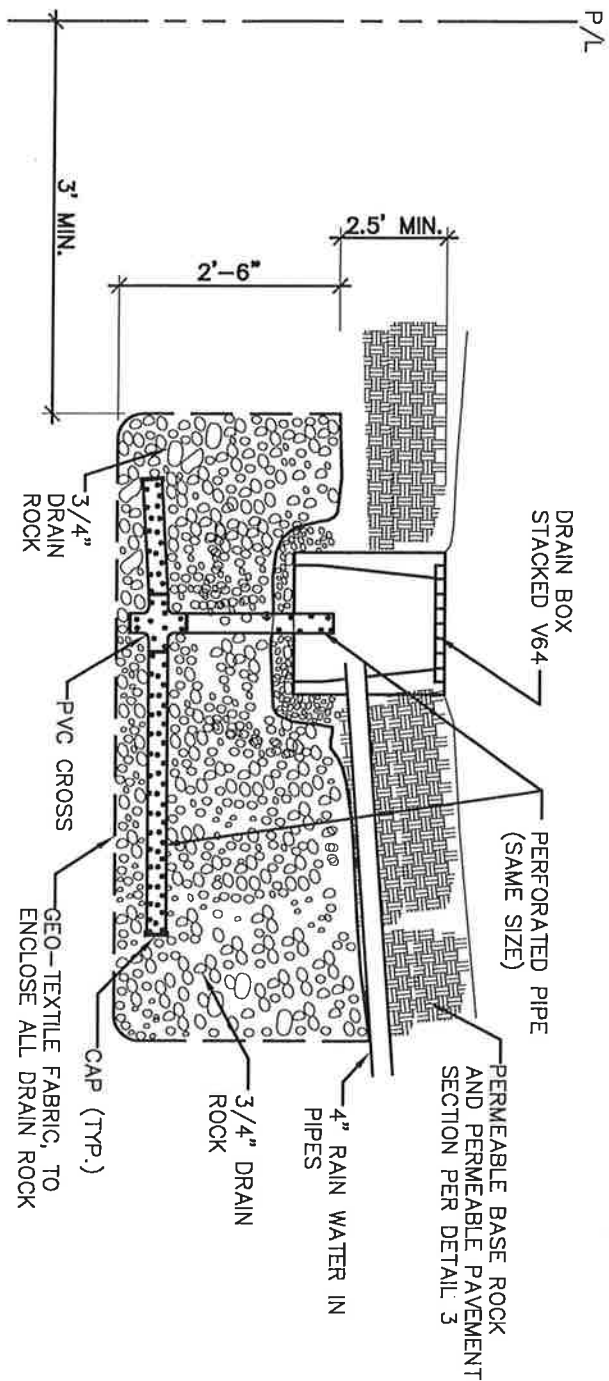 P/L
3' MIN.
2.5' MIN.
2'-6"
DRAIN BOX
STACKED V64
PERFORATED PIPE
(SAME SIZE)
PERMEABLE BASE ROCK
AND PERMEABLE PAVEMENT
SECTION PER DETAIL 3
4" RAIN WATER IN
PIPES
3/4" DRAIN
ROCK
CAP (TYP.)
GEO-TEXTILE FABRIC, TO
ENCLOSE ALL DRAIN ROCK
PVC CROSS
3/4"
DRAIN
ROCK